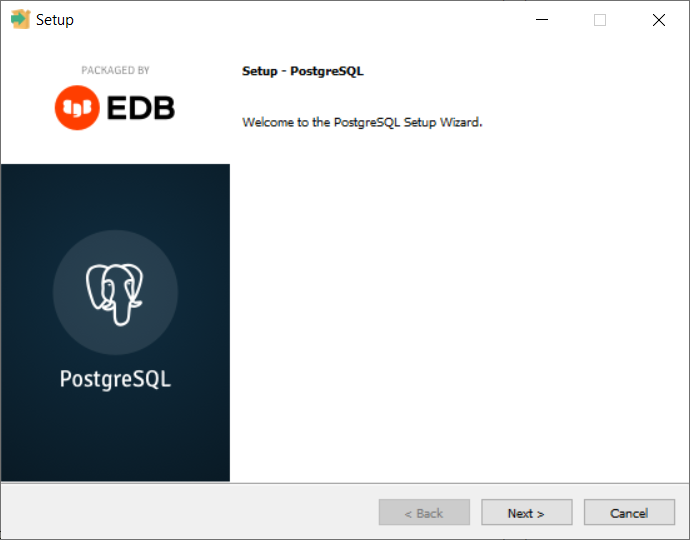 Setup
PACKAGED BY
EDB
Setup - PostgreSQL
Welcome to the PostgreSQL Setup Wizard.
PostgreSQL
< Back
Next >
Cancel